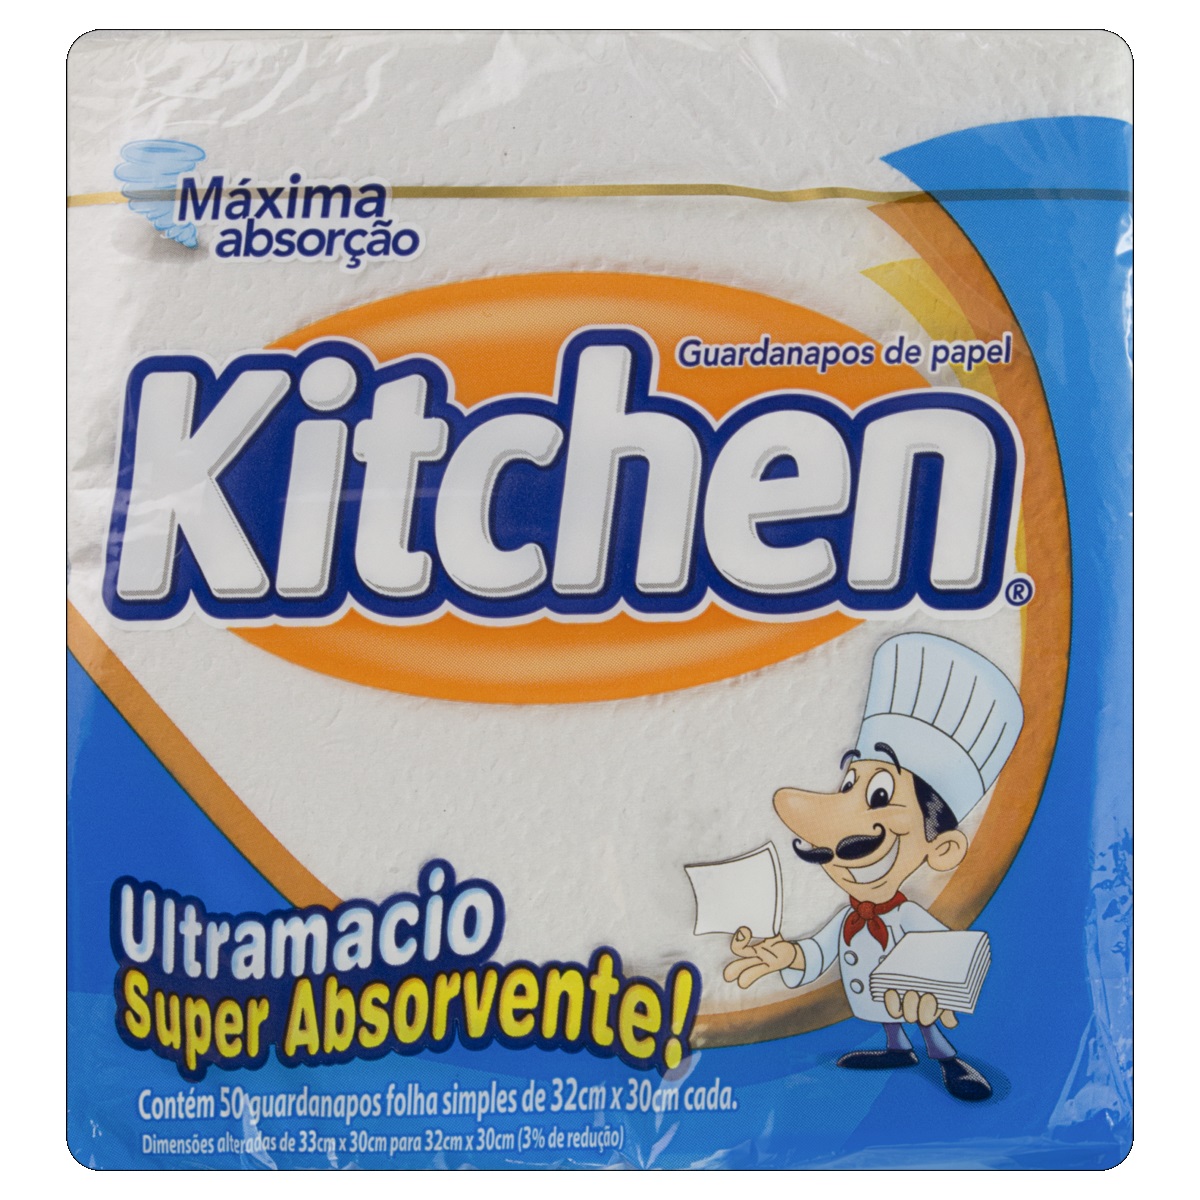 Máxima
absorção
Guardanapos de papel
Kitchen®
Ultramacio
Super Absorvente!
Contém 50 guardanapos folha simples de 32cm x 30cm cada.
Dimensões alteradas de 33cm x 30cm para 32cm x 30cm (3% de redução)